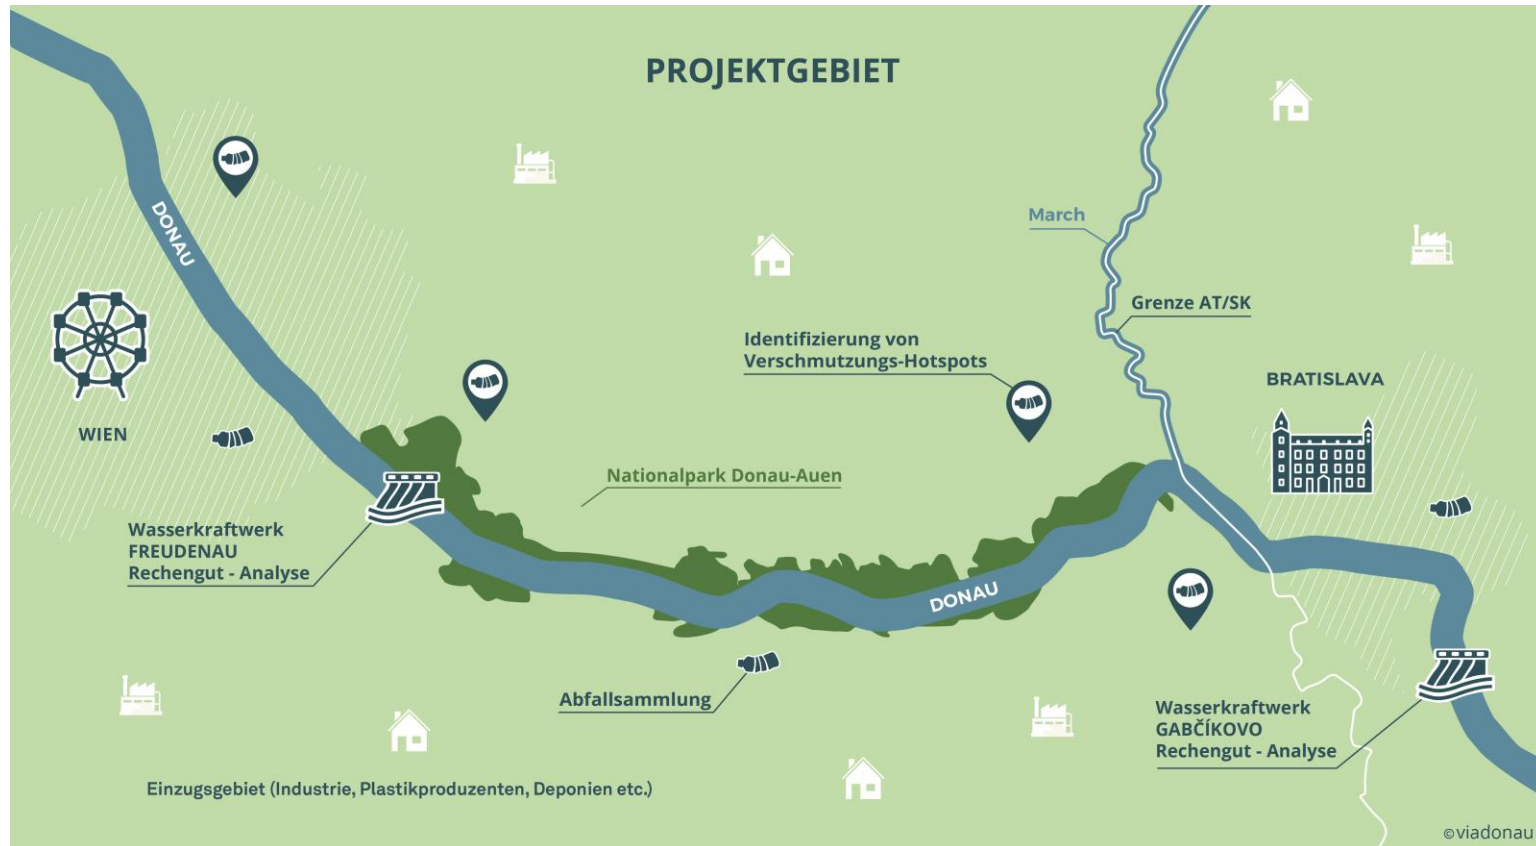 PROJEKTGEBIET
DONAU
March
Grenze AT/SK
Identifizierung von
Verschmutzungs-Hotspots
BRATISLAVA
WIEN
Nationalpark Donau-Auen
Wasserkraftwerk
FREUDENAU
Rechengut - Analyse
DONAU
Abfallsammlung
Wasserkraftwerk
GABČÍKOVO
Rechengut - Analyse
Einzugsgebiet (Industrie, Plastikproduzenten, Deponien etc.)
©viadonau